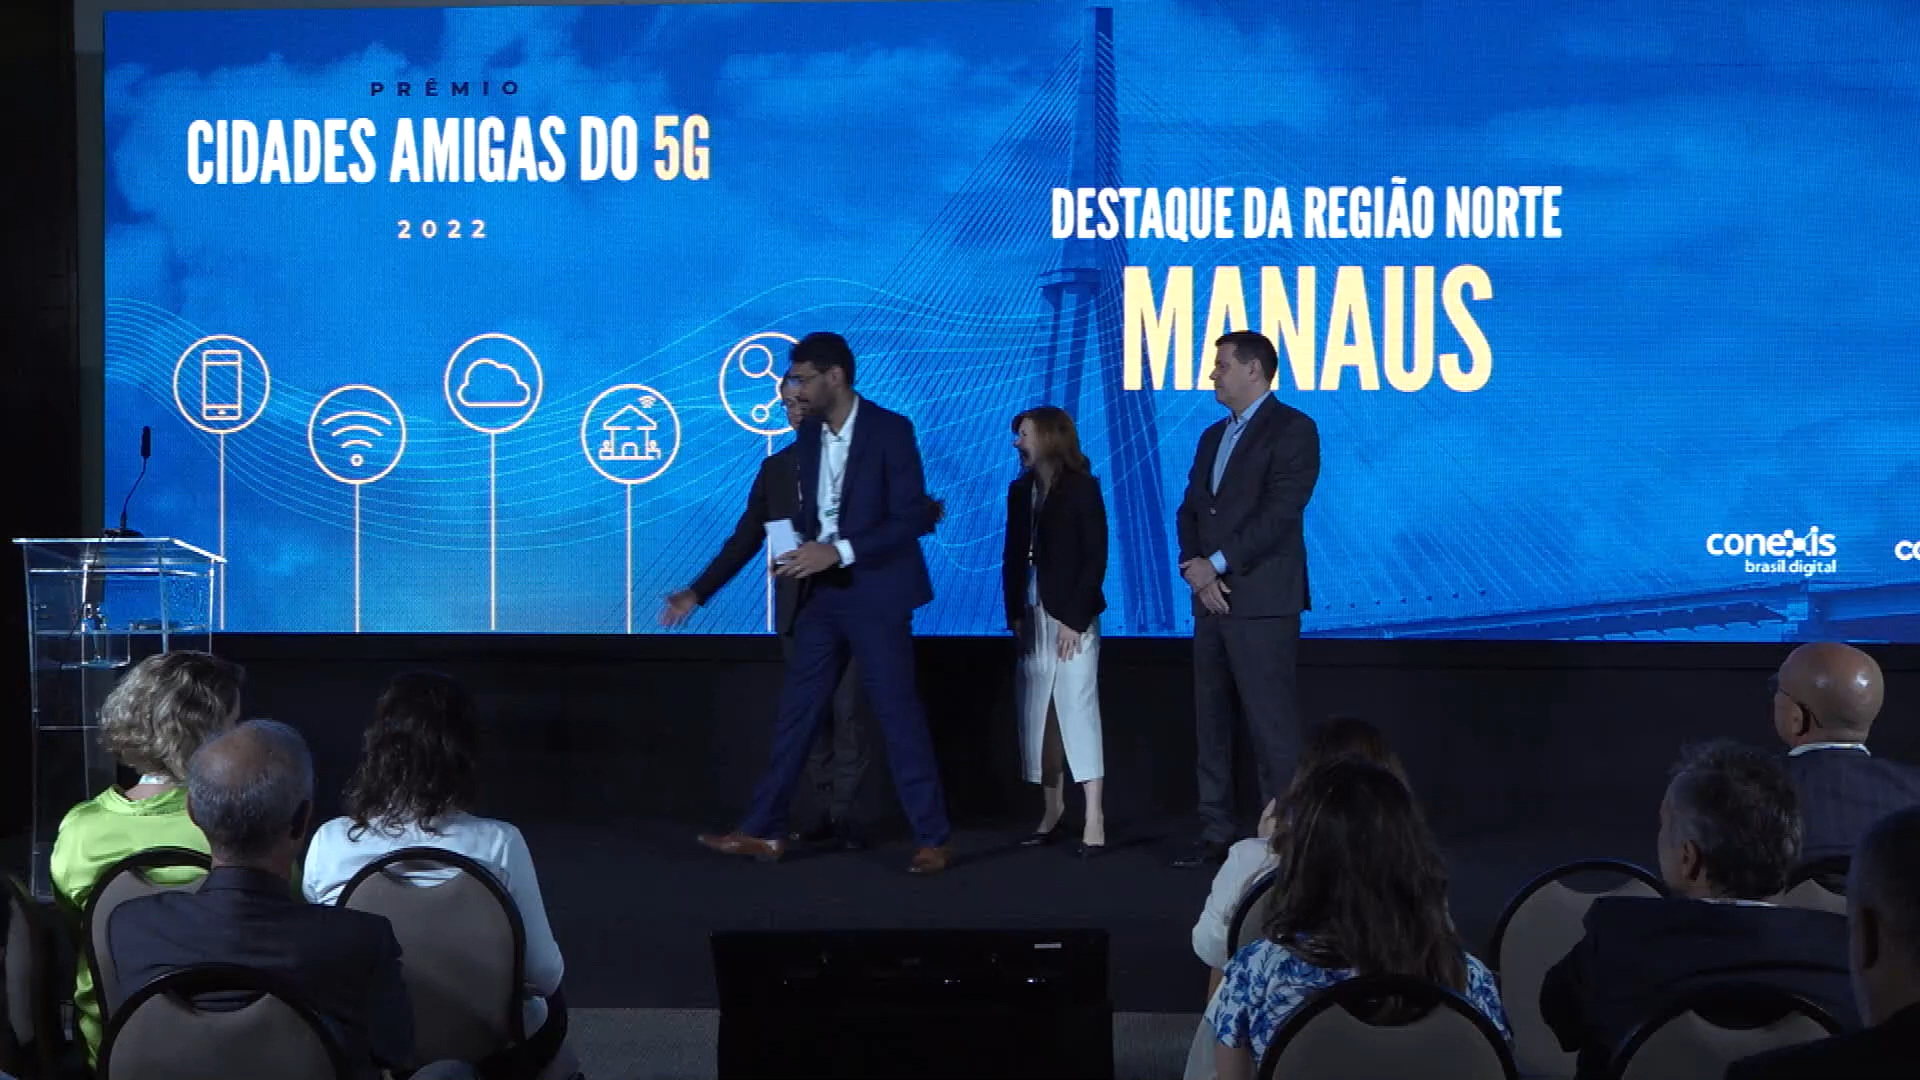 PRÊMIO
CIDADES AMIGAS DO 5G
2022
DESTAQUE DA REGIÃO NORTE
MANAUS
conexis
brasil digital